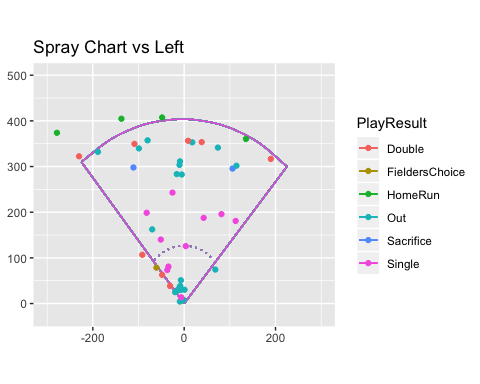 Spray Chart vs Left
500
400
300
200
100
0
-200
0
200
PlayResult
Double
FieldersChoice
HomeRun
Out
Sacrifice
Single